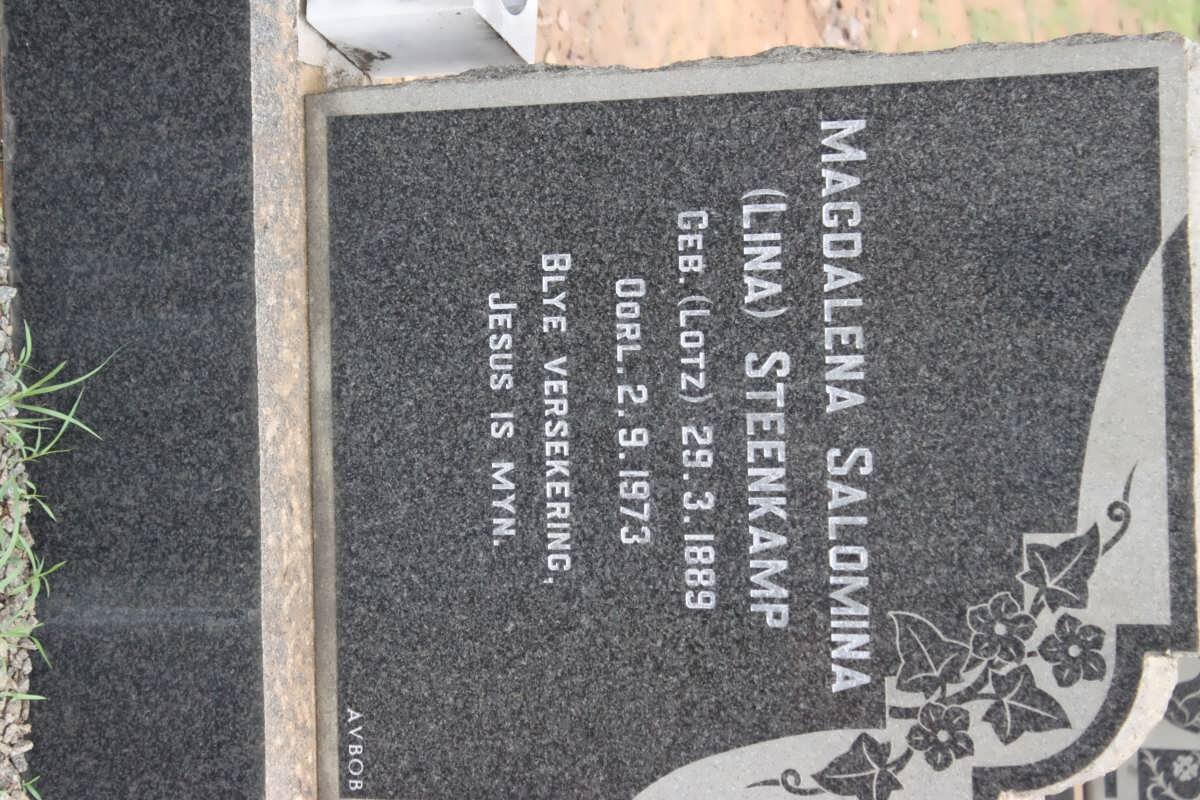 Magdalena Salomina
(Lina) Steenkamp
Geb. (Lotz) 29.3.1889
Oorl. 2.9.1973
Blye versekering,
Jesus is myn.
AVBOB